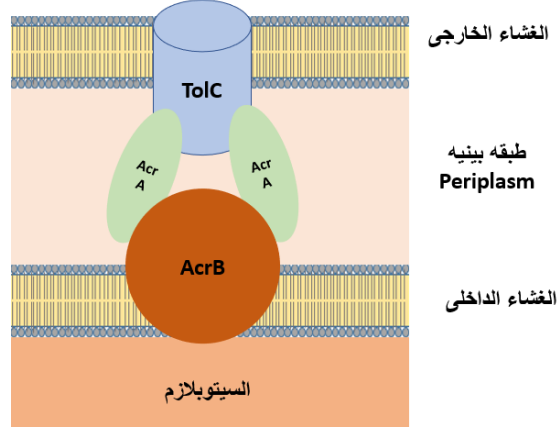 الغشاء الخارجى
TolC
طبقه بينيه
Periplasm
Acr
A
Acr
A
AcrB
الغشاء الداخلى
السيتوبلازم